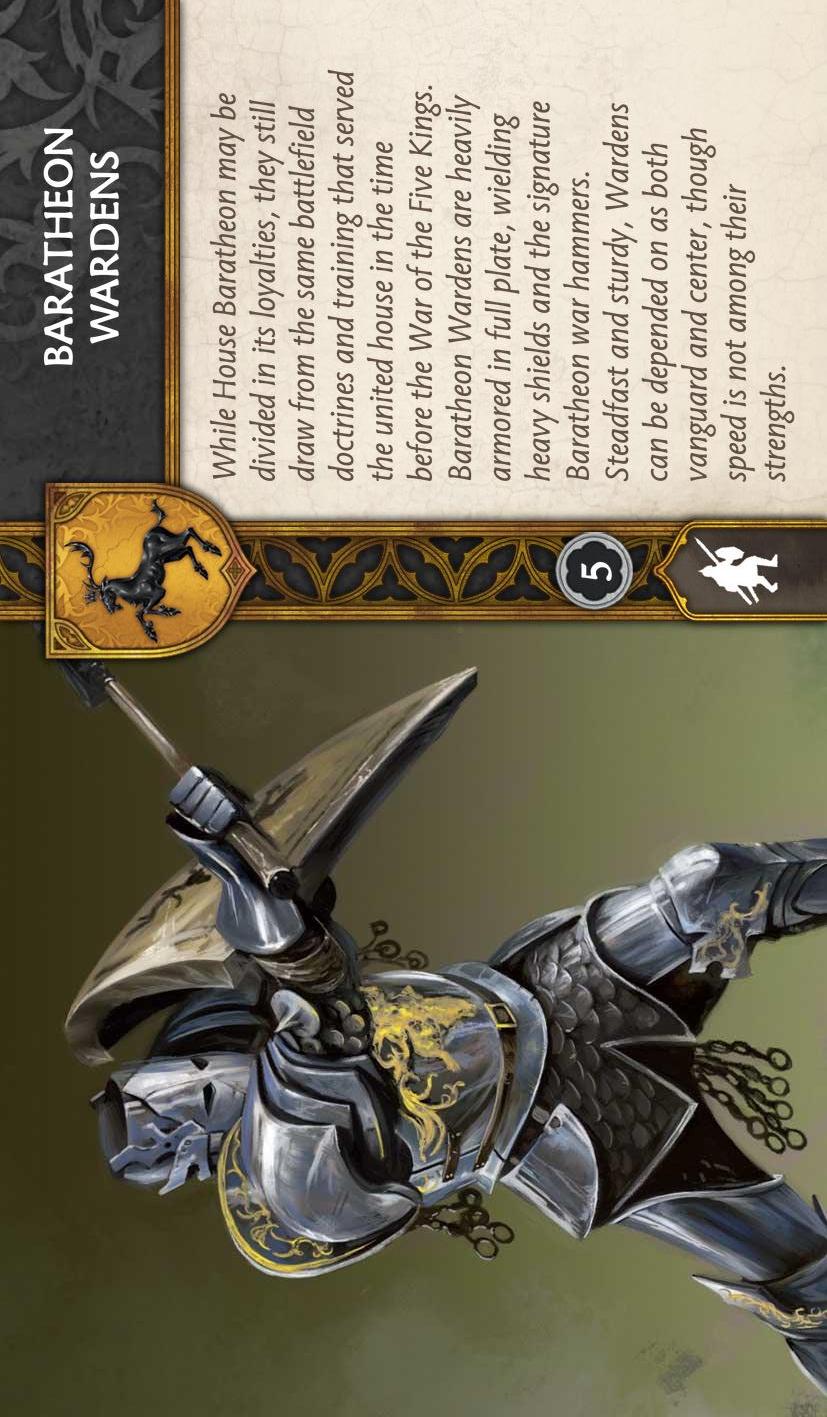 BARATHEON
WARDENS
While House Baratheon may be
divided in its loyalties, they still
draw from the same battlefield
doctrines and training that served
the united house in the time
before the War of the Five Kings.
Baratheon Wardens are heavily
armored in full plate, wielding
heavy shields and the signature
Baratheon war hammers.
Steadfast and sturdy, Wardens
can be depended on as both
vanguard and center, though
speed is not among their
strengths.
5